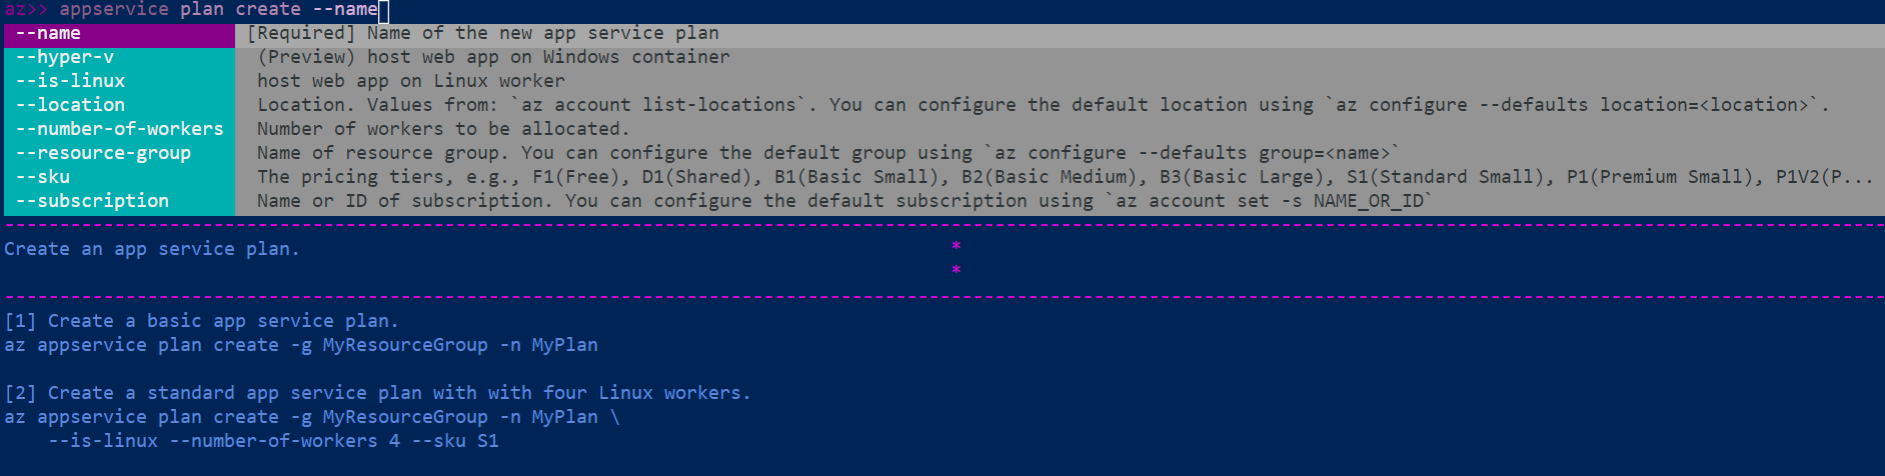 az>> appservice plan create --name
--name [Required] Name of the new app service plan
--hyper-v (Preview) host web app on Windows container
--is-linux host web app on Linux worker
--location Location. Values from: `az account list-locations`. You can configure the default location using `az configure --defaults location=<location>`.
--number-of-workers Number of workers to be allocated.
--resource-group Name of resource group. You can configure the default group using `az configure --defaults group=<name>`
--sku The pricing tiers, e.g., F1(Free), D1(Shared), B1(Basic Small), B2(Basic Medium), B3(Basic Large), S1(Standard Small), P1(Premium Small), P1V2(P...
--subscription Name or ID of subscription. You can configure the default subscription using `az account set -s NAME_OR_ID`
Create an app service plan. *
*
[1] Create a basic app service plan.
az appservice plan create -g MyResourceGroup -n MyPlan
[2] Create a standard app service plan with with four Linux workers.
az appservice plan create -g MyResourceGroup -n MyPlan \
--is-linux --number-of-workers 4 --sku S1